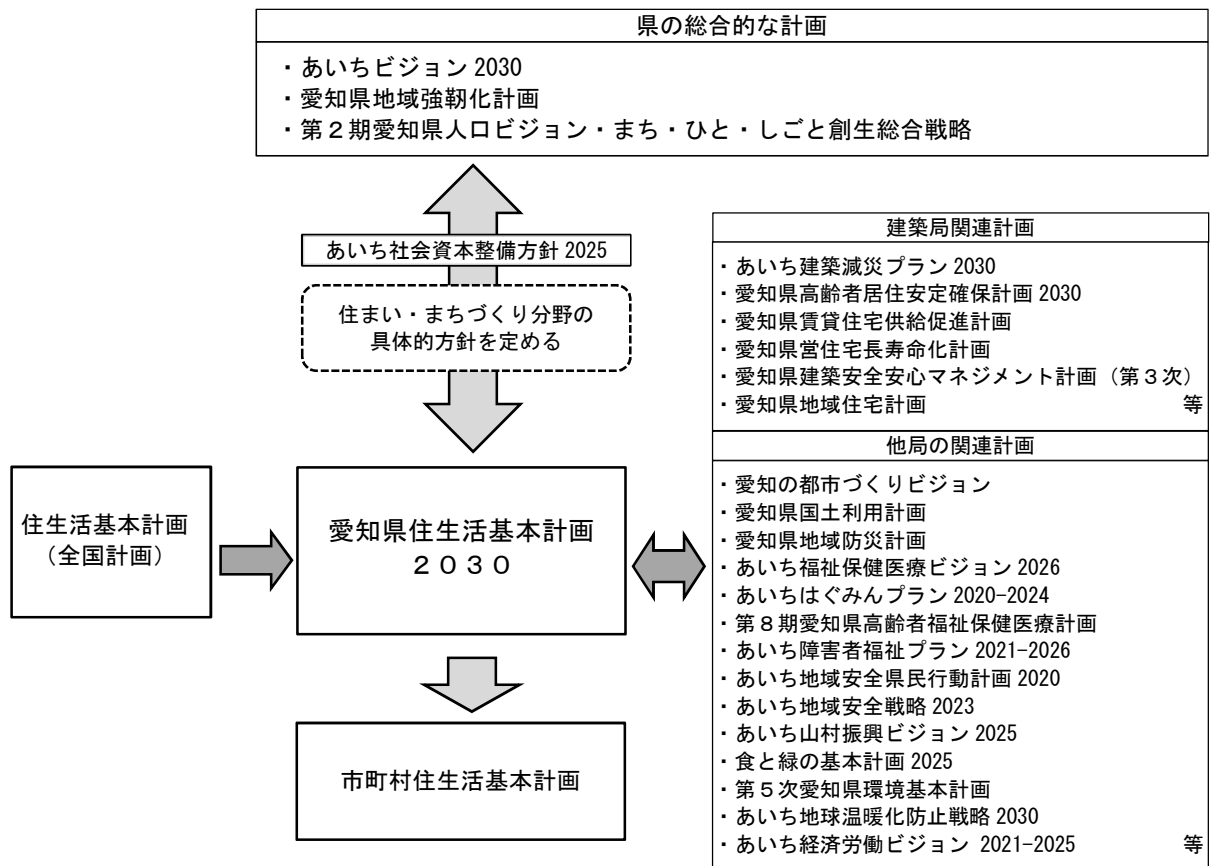 県の総合的な計画
・あいちビジョン 2030
・愛知県地域強靭化計画
・第２期愛知県人口ビジョン・まち・ひと・しごと創生総合戦略
あいち社会資本整備方針 2025
住まい・まちづくり分野の
具体的方針を定める
住生活基本計画
（全国計画）
愛知県住生活基本計画
２０３０
市町村住生活基本計画
建築局関連計画
・あいち建築減災プラン 2030
・愛知県高齢者居住安定確保計画 2030
・愛知県賃貸住宅供給促進計画
・愛知県営住宅長寿命化計画
・愛知県建築安全安心マネジメント計画（第３次）
・愛知県地域住宅計画 等
他局の関連計画
・愛知の都市づくりビジョン
・愛知県国土利用計画
・愛知県地域防災計画
・あいち福祉保健医療ビジョン 2026
・あいちはぐみんプラン 2020-2024
・第８期愛知県高齢者福祉保健医療計画
・あいち障害者福祉プラン 2021-2026
・あいち地域安全県民行動計画 2020
・あいち地域安全戦略 2023
・あいち山村振興ビジョン 2025
・食と緑の基本計画 2025
・第５次愛知県環境基本計画
・あいち地球温暖化防止戦略 2030
・あいち経済労働ビジョン 2021-2025 等